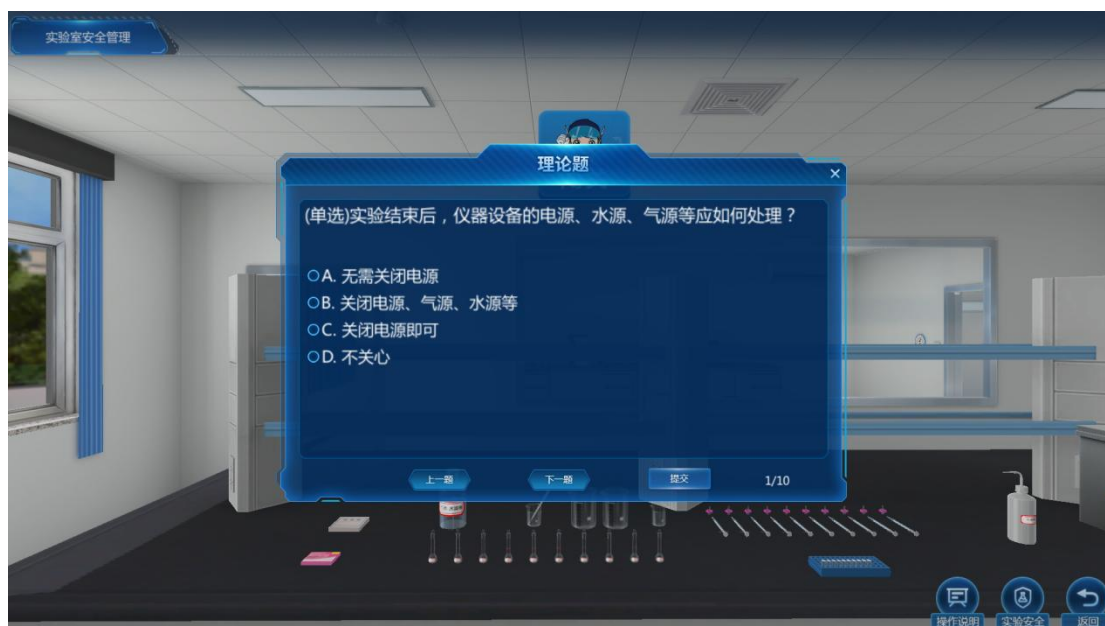 实验室安全管理
理论题
×
(单选)实验结束后，仪器设备的电源、水源、气源等应如何处理？
A. 无需关闭电源
B. 关闭电源、气源、水源等
C. 关闭电源即可
D. 不关心
上一题
下一题
提交
1/10
操作说明
实验安全
返回